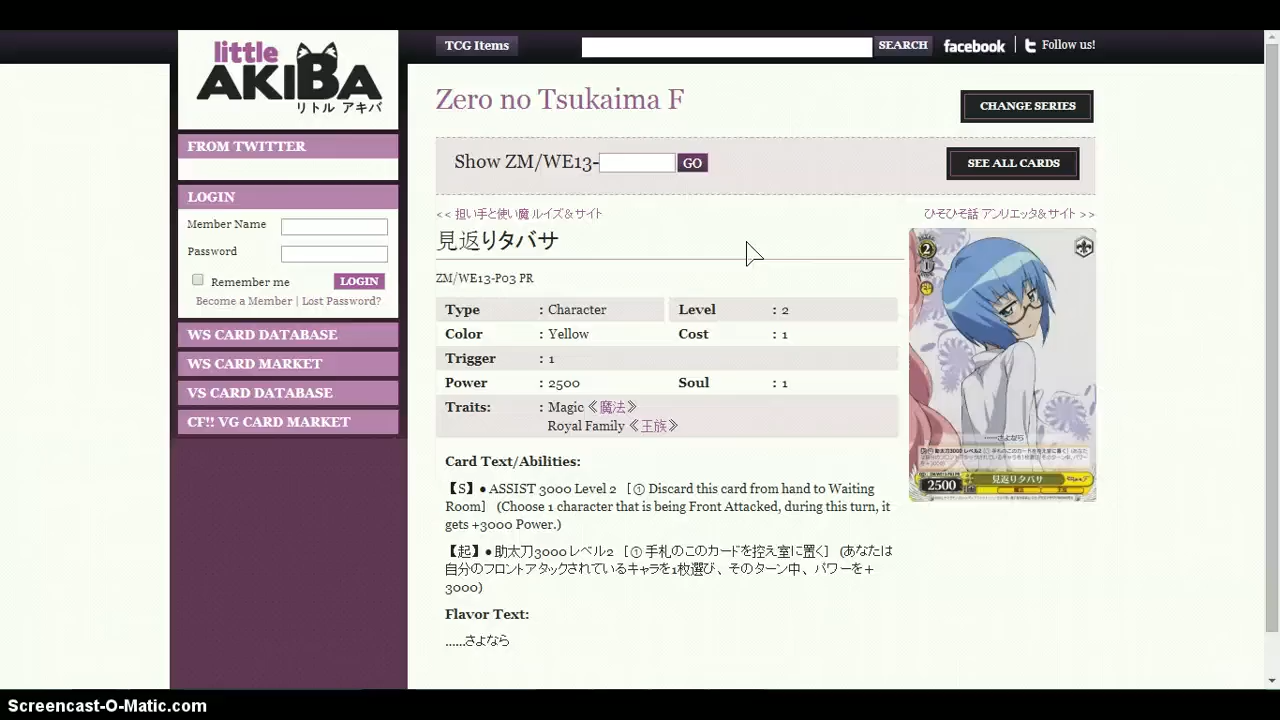 little
AKIBA
リトル アキバ
TCG Items
SEARCH
facebook
Follow us!
FROM TWITTER
LOGIN
Member Name
Password
Remember me
LOGIN
Become a Member | Lost Password?
WS CARD DATABASE
WS CARD MARKET
VS CARD DATABASE
CF!! VG CARD MARKET
Zero no Tsukaima F
CHANGE SERIES
Show ZM/WE13-
GO
SEE ALL CARDS
<< 担い手と使い魔 ルイズ＆サイト
ひそひそ話 アンリエッタ＆サイト >>
見返りタバサ
ZM/WE13-P03 PR
Type : Character Level : 2
Color : Yellow Cost : 1
Trigger : 1
Power : 2500 Soul : 1
Traits: : Magic 《魔法》
Royal Family 《王族》
Card Text/Abilities:
【S】● ASSIST 3000 Level 2 ［① Discard this card from hand to Waiting
Room］ (Choose 1 character that is being Front Attacked, during this turn, it
gets +3000 Power.)
【起】● 助太刀3000 レベル2 ［① 手札のこのカードを控え室に置く］ (あなたは
自分のフロントアタックされているキャラを1枚選び、そのターン中、パワーを＋
3000)
Flavor Text:
……さよなら
2
1
……さよなら
2500
見返りタバサ
Screencast-O-Matic.com